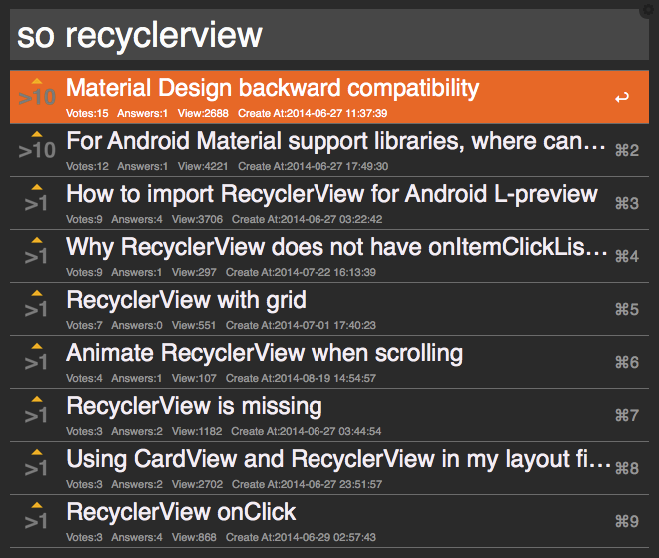 so recyclerview
>10 Material Design backward compatibility
Votes:15 Answers:1 View:2688 Create At:2014-06-27 11:37:39 ↩
>10 For Android Material support libraries, where can…
Votes:12 Answers:1 View:4221 Create At:2014-06-27 17:49:30 ⌘2
>1 How to import RecyclerView for Android L-preview
Votes:9 Answers:4 View:3706 Create At:2014-06-27 03:22:42 ⌘3
>1 Why RecyclerView does not have onItemClickLis…
Votes:9 Answers:1 View:297 Create At:2014-07-22 16:13:39 ⌘4
>1 RecyclerView with grid
Votes:7 Answers:0 View:551 Create At:2014-07-01 17:40:23 ⌘5
>1 Animate RecyclerView when scrolling
Votes:4 Answers:1 View:107 Create At:2014-08-19 14:54:57 ⌘6
>1 RecyclerView is missing
Votes:3 Answers:2 View:1182 Create At:2014-06-27 03:44:54 ⌘7
>1 Using CardView and RecyclerView in my layout fi…
Votes:3 Answers:2 View:2702 Create At:2014-06-27 23:51:57 ⌘8
>1 RecyclerView onClick
Votes:3 Answers:4 View:868 Create At:2014-06-29 02:57:43 ⌘9